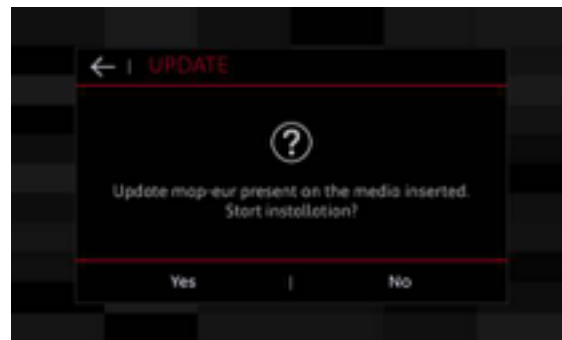 UPDATE
Update map-eur present on the media inserted.
Start installation?
Yes | No